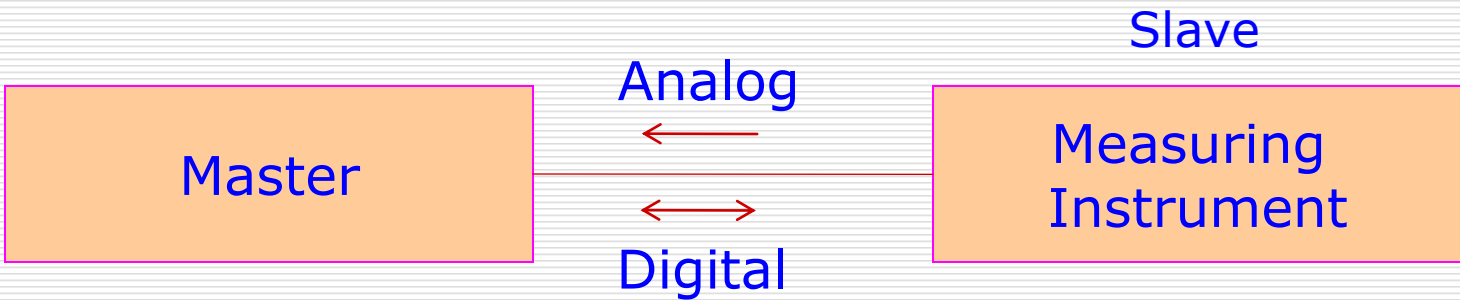 Slave
Analog
Master
Measuring
Instrument
Digital